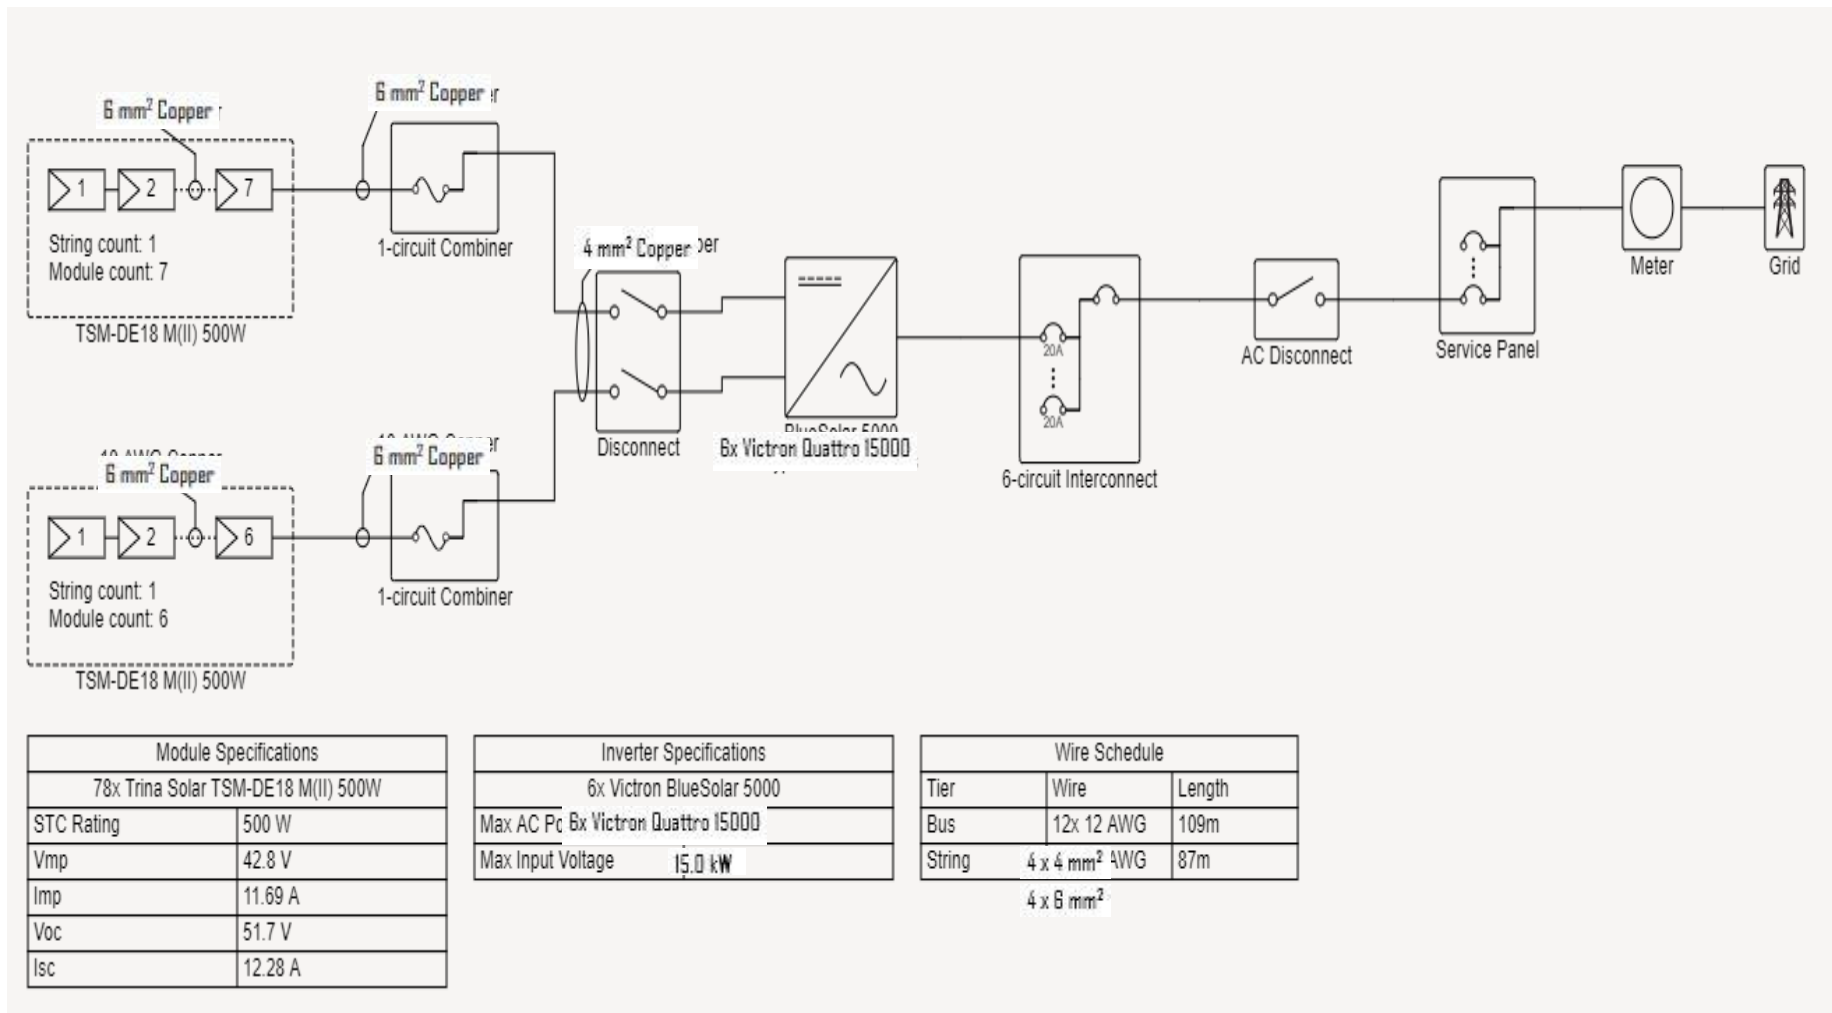 6 mm² Copper
6 mm² Copper
1
2
7
String count: 1
Module count: 7
TSM-DE18 M(II) 500W
1-circuit Combiner
4 mm² Copper
Disconnect
BlueSolar 5000
6x Victron Quattro 15000
20A
20A
6-circuit Interconnect
AC Disconnect
Service Panel
Meter
Grid
6 mm² Copper
6 mm² Copper
1
2
6
String count: 1
Module count: 6
TSM-DE18 M(II) 500W
1-circuit Combiner
Module Specifications
78x Trina Solar TSM-DE18 M(II) 500W
STC Rating 500 W
Vmp 42.8 V
Imp 11.69 A
Voc 51.7 V
Isc 12.28 A
Inverter Specifications
6x Victron BlueSolar 5000
Max AC 6x Victron Quattro 15000
Max Input Voltage 15.0 kW
Wire Schedule
Tier Wire Length
Bus 12x 12 AWG 109m
String 4 x 4 mm² AWG 87m
4 x 6 mm²